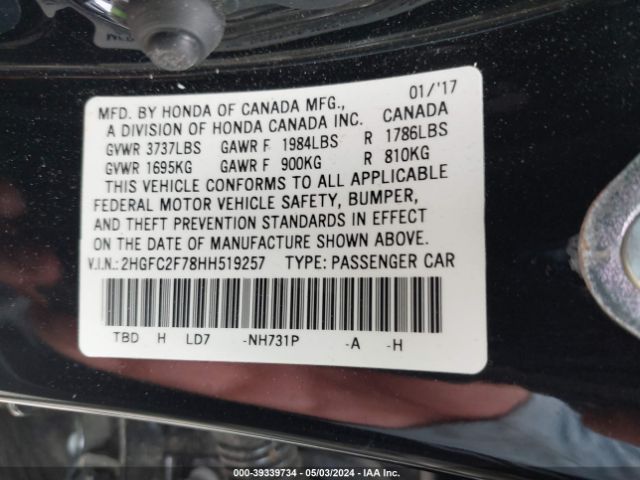 01/'17
MFD. BY HONDA OF CANADA MFG., CANADA
A DIVISION OF HONDA CANADA INC.
GVWR 3737LBS GAWR F 1984LBS R 1786LBS
GVWR 1695KG GAWR F 900KG R 810KG
THIS VEHICLE CONFORMS TO ALL APPLICABLE
FEDERAL MOTOR VEHICLE SAFETY, BUMPER,
AND THEFT PREVENTION STANDARDS IN EFFECT
ON THE DATE OF MANUFACTURE SHOWN ABOVE.
V.I.N.: 2HGFC2F78HH519257 TYPE: PASSENGER CAR
TBD H LD7 -NH731P -A -H
000-39339734 - 05/03/2024 - IAA Inc.